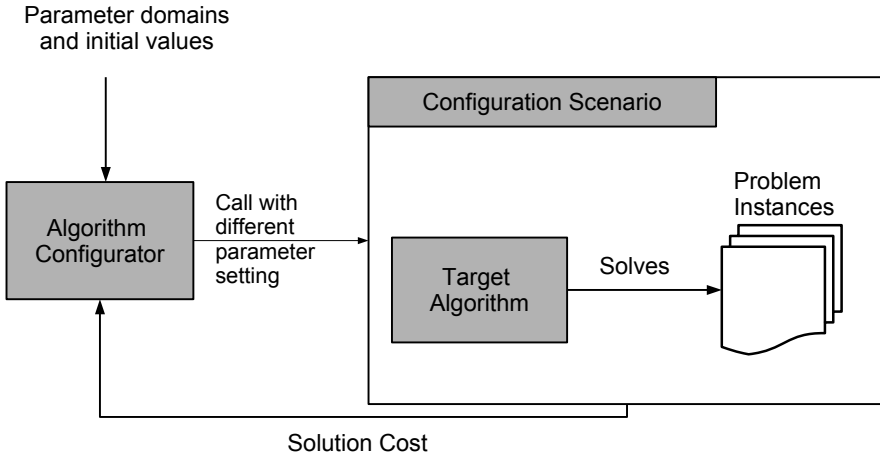 Parameter domains
and initial values
Configuration Scenario
Algorithm
Configurator
Call with
different
parameter
setting
Target
Algorithm
Solves
Problem
Instances
Solution Cost